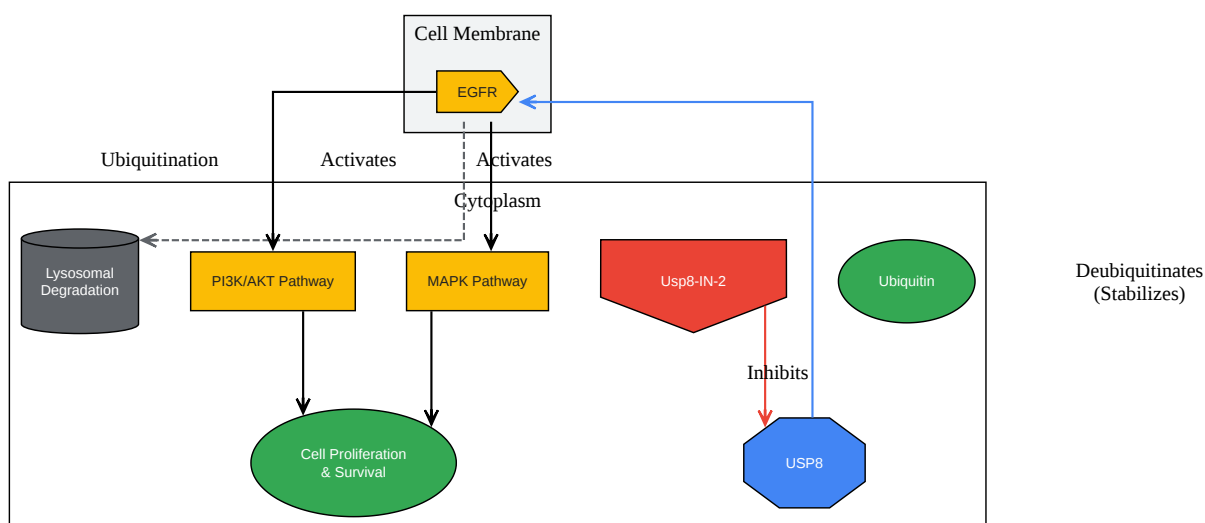 Cell Membrane
EGFR
Ubiquitination
Activates
Activates
Cytoplasm
Lysosomal
Degradation
PI3K/AKT Pathway
MAPK Pathway
Usp8-IN-2
Ubiquitin
Deubiquitinates
(Stabilizes)
Inhibits
Cell Proliferation
& Survival
USP8